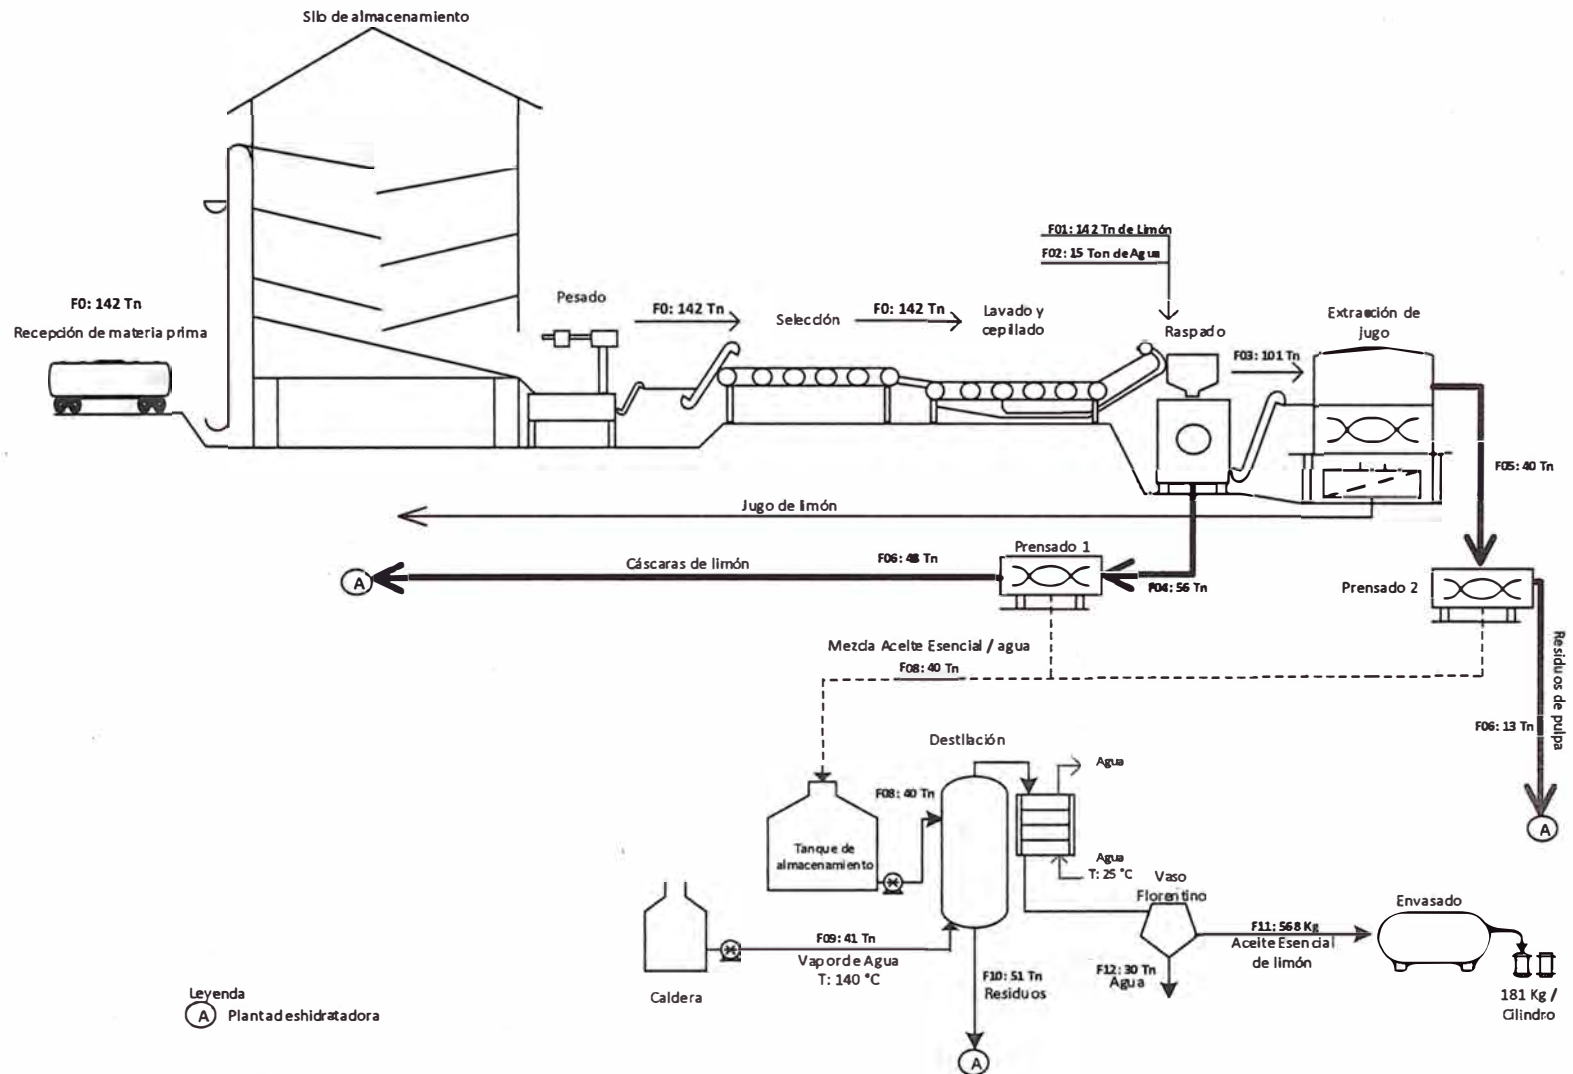 Silo de almacenamiento
F0: 142 Tn
Recepción de materia prima
Pesado
F0: 142 Tn
Selección
F0: 142 Tn
Lavado y
cepillado
F01: 142 Tn de Limón
F02: 15 Ton de Agua
Raspado
F03: 101 Tn
Extracción de
jugo
F05: 40 Tn
Jugo de limón
Prensado 1
F06: 48 Tn
Cáscaras de limón
A
F04: 56 Tn
Prensado 2
Mezcla Aceite Esencial / agua
F08: 40 Tn
Residuos de pulpa
F06: 13 Tn
A
Destilación
Agua
F08: 40 Tn
Tanque de
almacenamiento
Agua
T: 25 °C
Vaso
Florentino
Envasado
F11: 568 Kg
Aceite Esencial
de limón
F09: 41 Tn
Vapor de Agua
T: 140 °C
F10: 51 Tn
Residuos
F12: 30 Tn
Agua
Caldera
181 Kg /
Cilindro
Leyenda
A Planta deshidratadora
A